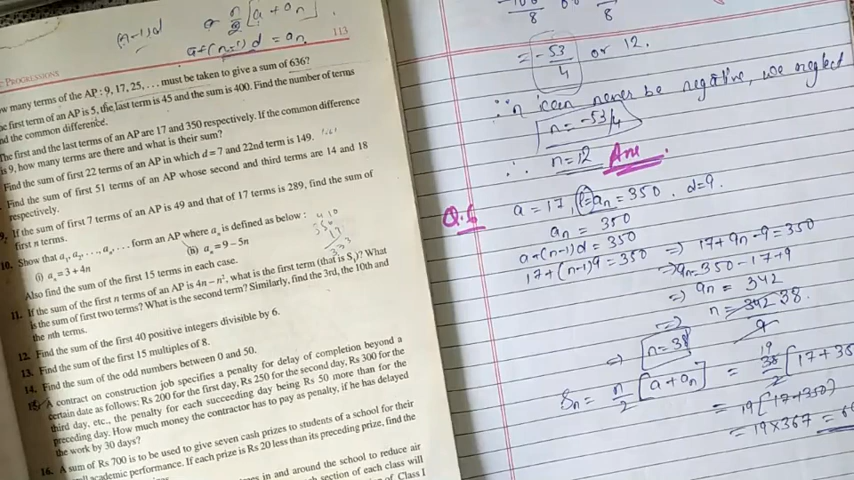 (n-1)d
n/2 [a + an]
a+(n-1)d = an
113
PROGRESSIONS
many terms of the AP : 9, 17, 25, . . . must be taken to give a sum of 636?
first term of an AP is 5, the last term is 45 and the sum is 400. Find the number of terms
and the common difference.
The first and the last terms of an AP are 17 and 350 respectively. If the common difference
is 9, how many terms are there and what is their sum?
Find the sum of first 22 terms of an AP in which d = 7 and 22nd term is 149.
Find the sum of first 51 terms of an AP whose second and third terms are 14 and 18
respectively.
9. If the sum of first 7 terms of an AP is 49 and that of 17 terms is 289, find the sum of
first n terms.
10. Show that a1, a2, . . ., an, . . . form an AP where an is defined as below :
(i) an = 3 + 4n
(ii) an = 9 – 5n
Also find the sum of the first 15 terms in each case.
11. If the sum of the first n terms of an AP is 4n – n², what is the first term (that is S1)? What
is the sum of first two terms? What is the second term? Similarly, find the 3rd, the 10th and
the nth terms.
12. Find the sum of the first 40 positive integers divisible by 6.
13. Find the sum of the first 15 multiples of 8.
14. Find the sum of the odd numbers between 0 and 50.
15. A contract on construction job specifies a penalty for delay of completion beyond a
certain date as follows: Rs 200 for the first day, Rs 250 for the second day, Rs 300 for the
third day, etc., the penalty for each succeeding day being Rs 50 more than for the
preceding day. How much money the contractor has to pay as penalty, if he has delayed
the work by 30 days?
16. A sum of Rs 700 is to be used to give seven cash prizes to students of a school for their
academic performance. If each prize is Rs 20 less than its preceding prize, find the
in and around the school to reduce air
each section of each class will
of Class I
8 or 8
= -53/4 or 12.
∵ n can never be negative, we neglect
n = -53/4
∴ n=12 Ans
Q.5
a = 17, l = an = 350. d=9.
an = 350
a+(n-1)d = 350
17+(n-1)9 = 350 ⇒ 17+9n-9=350
⇒ 9n=350-17+9
⇒ 9n = 342
n = 342/9 38.
⇒ n=38
Sn = n/2 [a+an] = 38/2 [17+35
= 19(17+350)
= 19×367 = 6